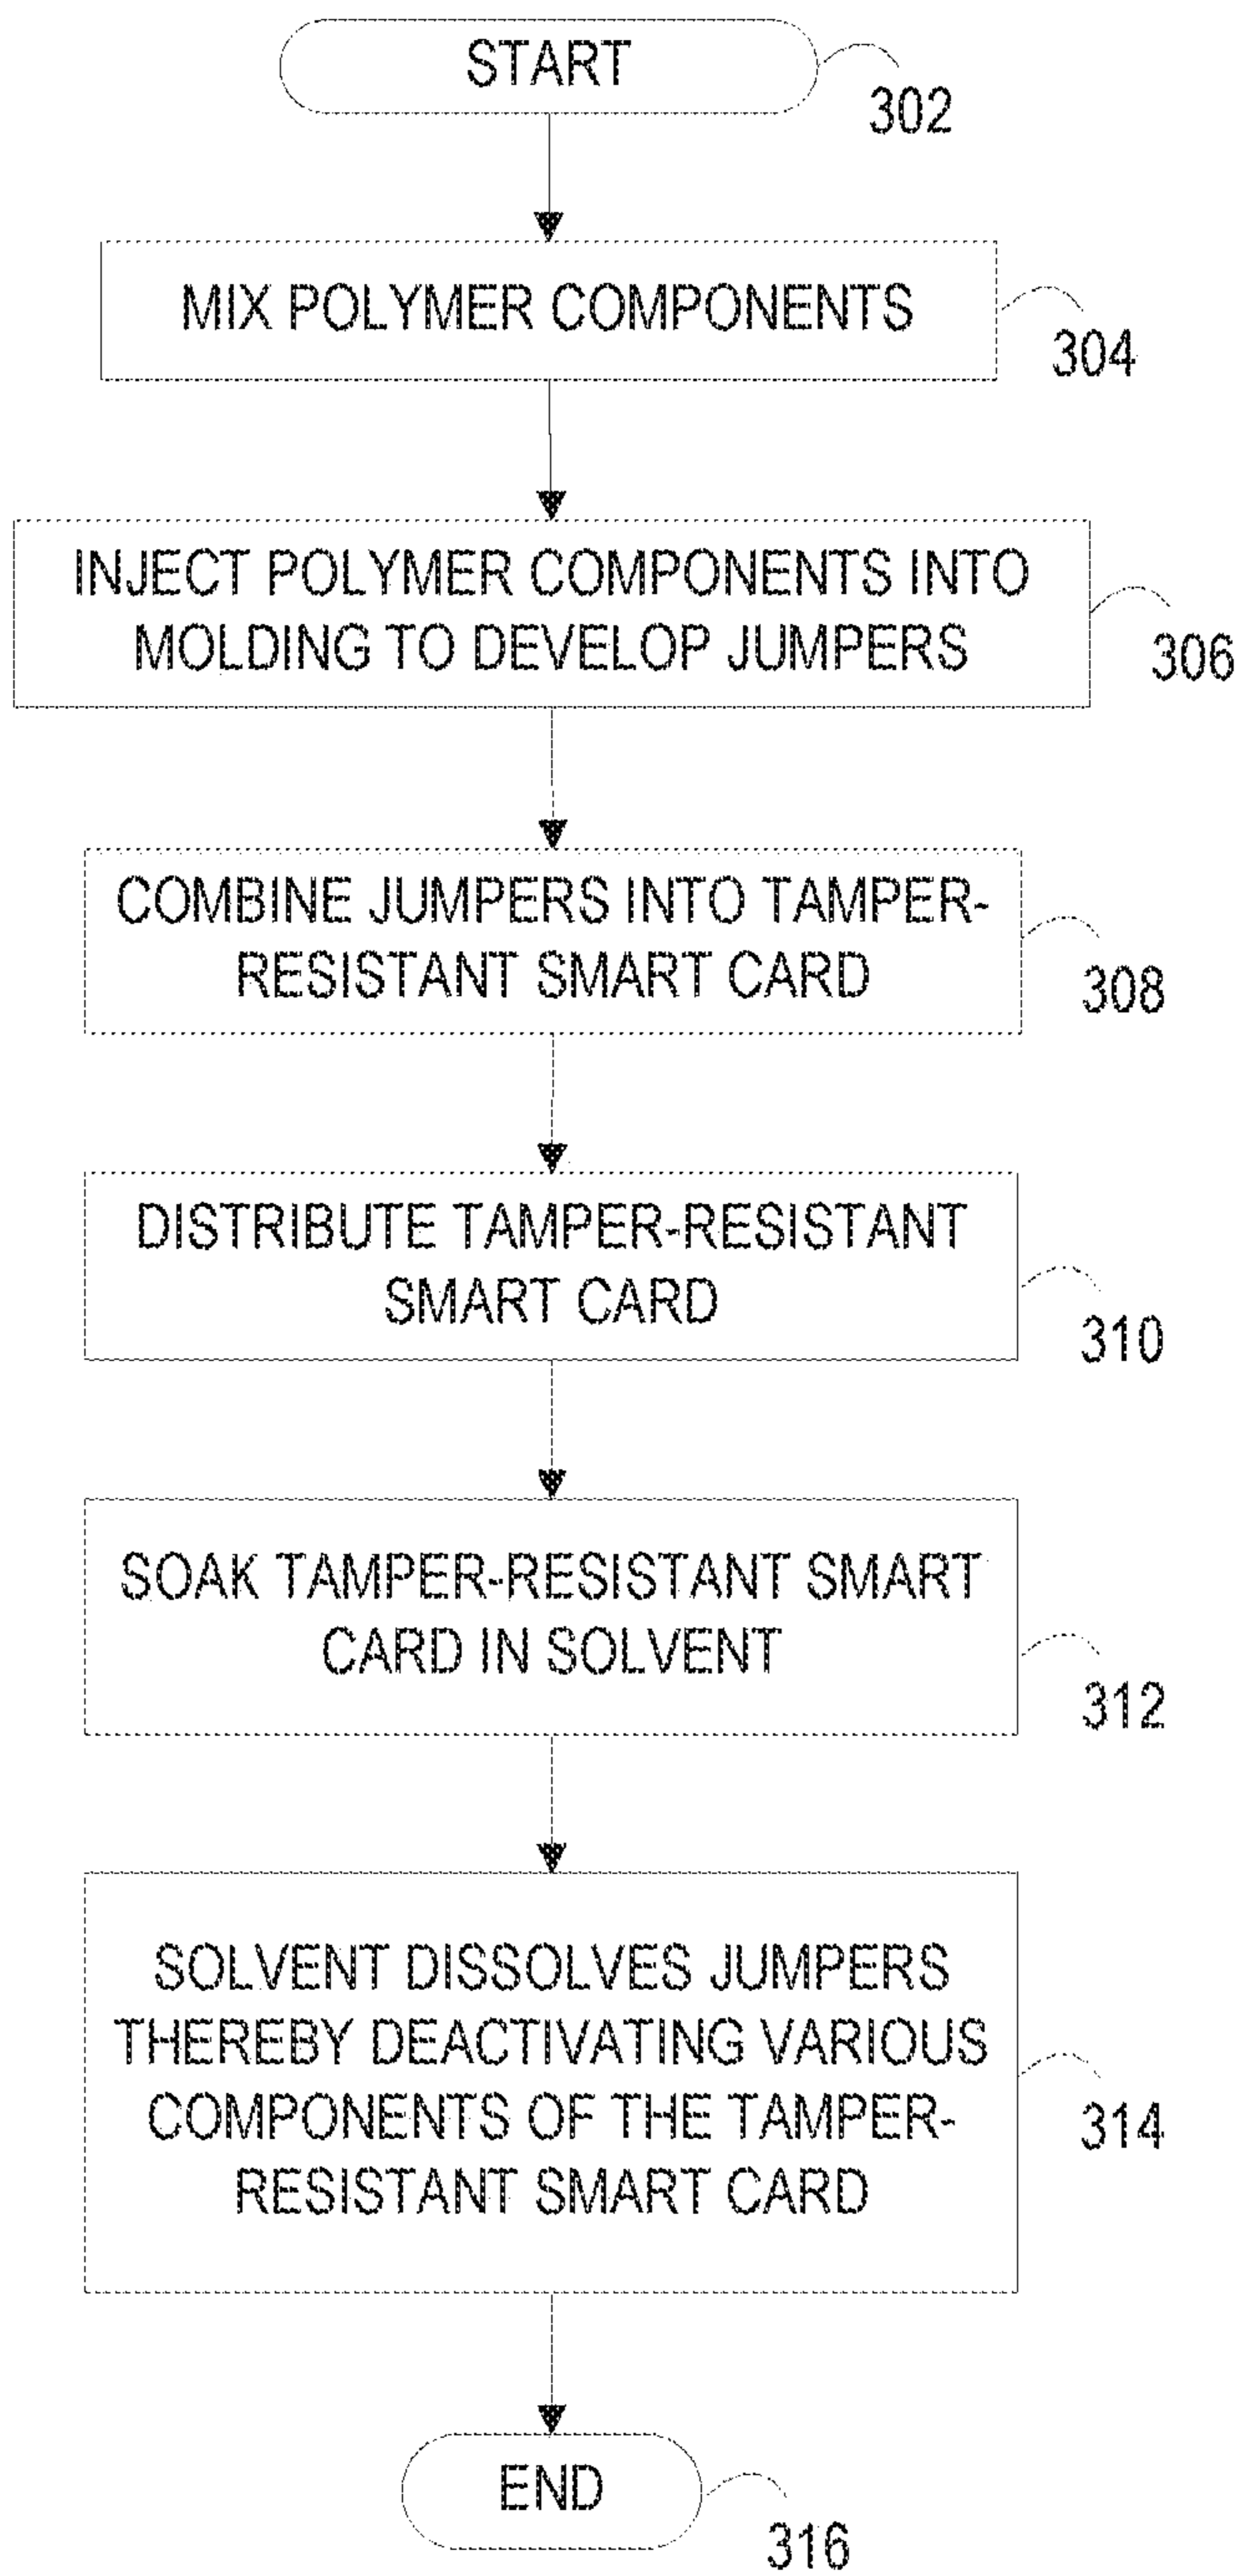 START
302
MIX POLYMER COMPONENTS
304
INJECT POLYMER COMPONENTS INTO
MOLDING TO DEVELOP JUMPERS
306
COMBINE JUMPERS INTO TAMPER-
RESISTANT SMART CARD
308
DISTRIBUTE TAMPER-RESISTANT
SMART CARD
310
SOAK TAMPER-RESISTANT SMART
CARD IN SOLVENT
312
SOLVENT DISSOLVES JUMPERS
THEREBY DEACTIVATING VARIOUS
COMPONENTS OF THE TAMPER-
RESISTANT SMART CARD
314
END
316